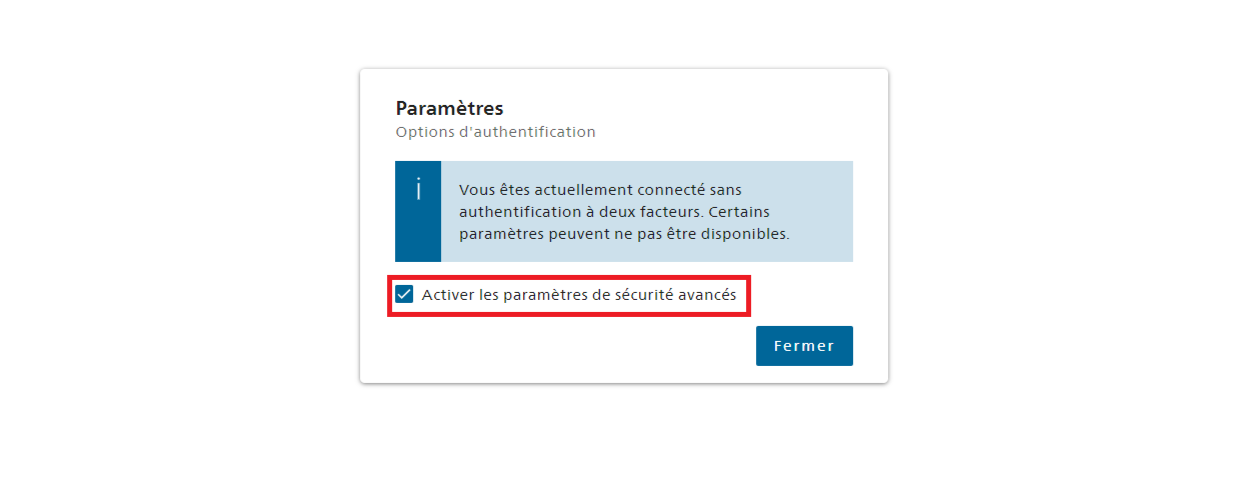 Paramètres
Options d'authentification
i
Vous êtes actuellement connecté sans
authentification à deux facteurs. Certains
paramètres peuvent ne pas être disponibles.
Activer les paramètres de sécurité avancés
Fermer